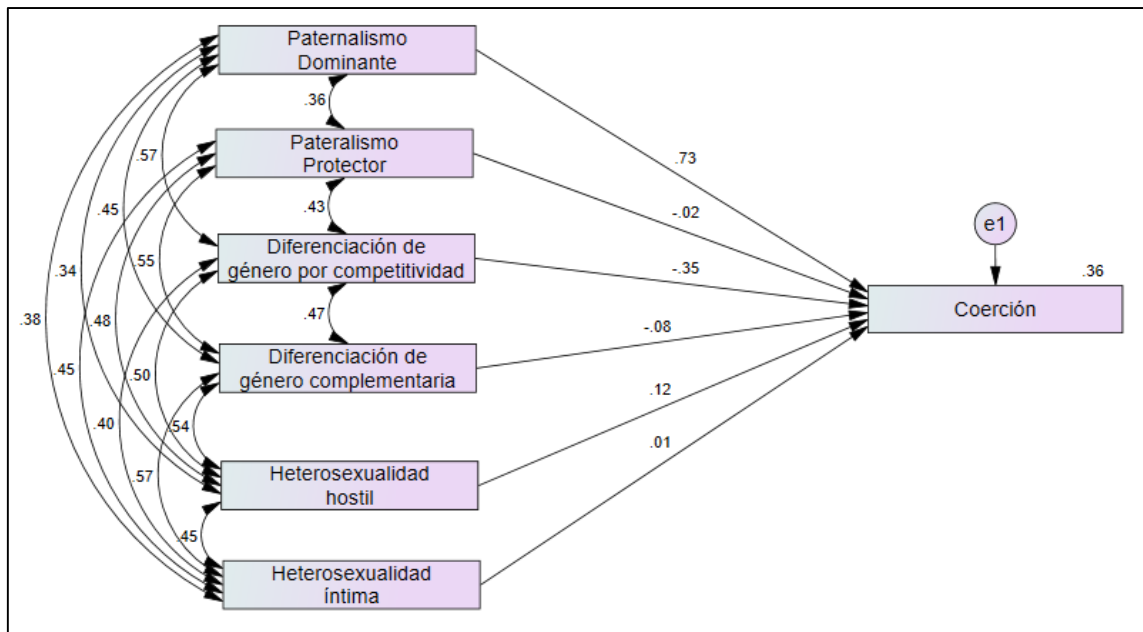 Paternalismo
Dominante
.36
Pateralismo
Protector
.57
.73
.43
-.02
.45
e1
Diferenciación de
género por competitividad
.55
-.35
.36
.34
Coerción
.47
.38
.48
-.08
Diferenciación de
género complementaria
.45
.50
.12
.40
.54
.01
.57
Heterosexualidad
hostil
.45
Heterosexualidad
íntima